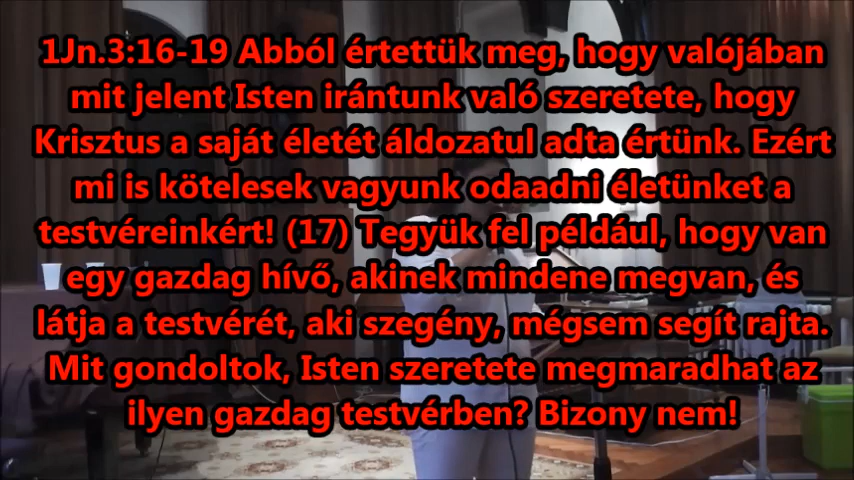 1Jn.3:16-19 Abból értettük meg, hogy valójában
mit jelent Isten irántunk való szeretete, hogy
Krisztus a saját életét áldozatul adta értünk. Ezért
mi is kötelesek vagyunk odaadni életünket a
testvéreinkért! (17) Tegyük fel például, hogy van
egy gazdag hívő, akinek mindene megvan, és
látja a testvérét, aki szegény, mégsem segít rajta.
Mit gondoltok, Isten szeretete megmaradhat az
ilyen gazdag testvérben? Bizony nem!